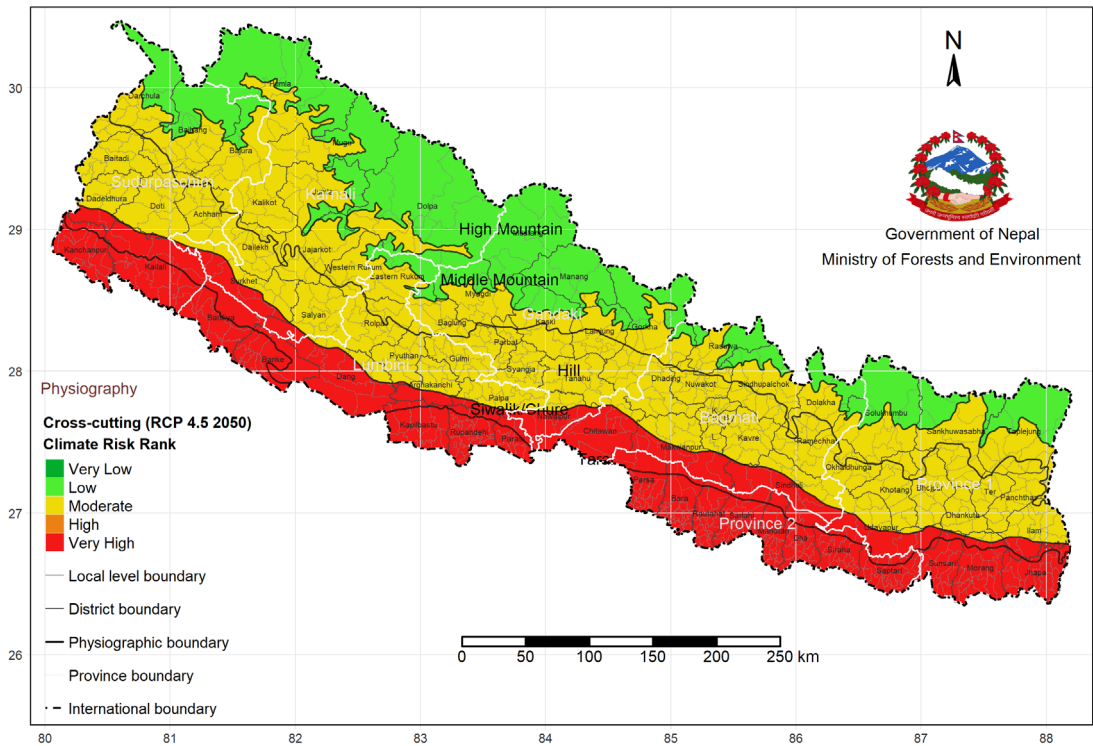 N
Government of Nepal
Ministry of Forests and Environment
30
29
28
27
26
80
81
82
83
84
85
86
87
88
Physiography
Cross-cutting (RCP 4.5 2050)
Climate Risk Rank
Very Low
Low
Moderate
High
Very High
Local level boundary
District boundary
Physiographic boundary
Province boundary
International boundary
0 50 100 150 200 250 km
High Mountain
Middle Mountain
Hill
Siwalik/Chure
Sudurpaschim
Karnali
Gandaki
Lumbini
Bagmati
Province 1
Province 2
Darchula
Humla
Bajhang
Bajura
Mugu
Baitadi
Dadeldhura
Doti
Achham
Kalikot
Dolpa
Dailekh
Jajarkot
Western Rukum
Eastern Rukum
Manang
Kanchanpur
Kailali
Surkhet
Salyan
Rolpa
Myagdi
Baglung
Kaski
Lamjung
Gorkha
Parbat
Bardiya
Banke
Dang
Pyuthan
Gulmi
Syangja
Tanahu
Arghakanchi
Palpa
Dhading
Nuwakot
Rasuwa
Sindhupalchok
Dolakha
Kapilbastu
Rupandehi
Parasi
Chitawan
Makwanpur
Kavre
Ramechhap
Solukhumbu
Sankhuwasabha
Taplejung
Okhaldhunga
Khotang
Bhoj
Ter
Panchthar
Dhankuta
Ilam
Sindhuli
Udayapur
Parsa
Bara
Dha
Siraha
Saptari
Sunsari
Morang
Jhapa